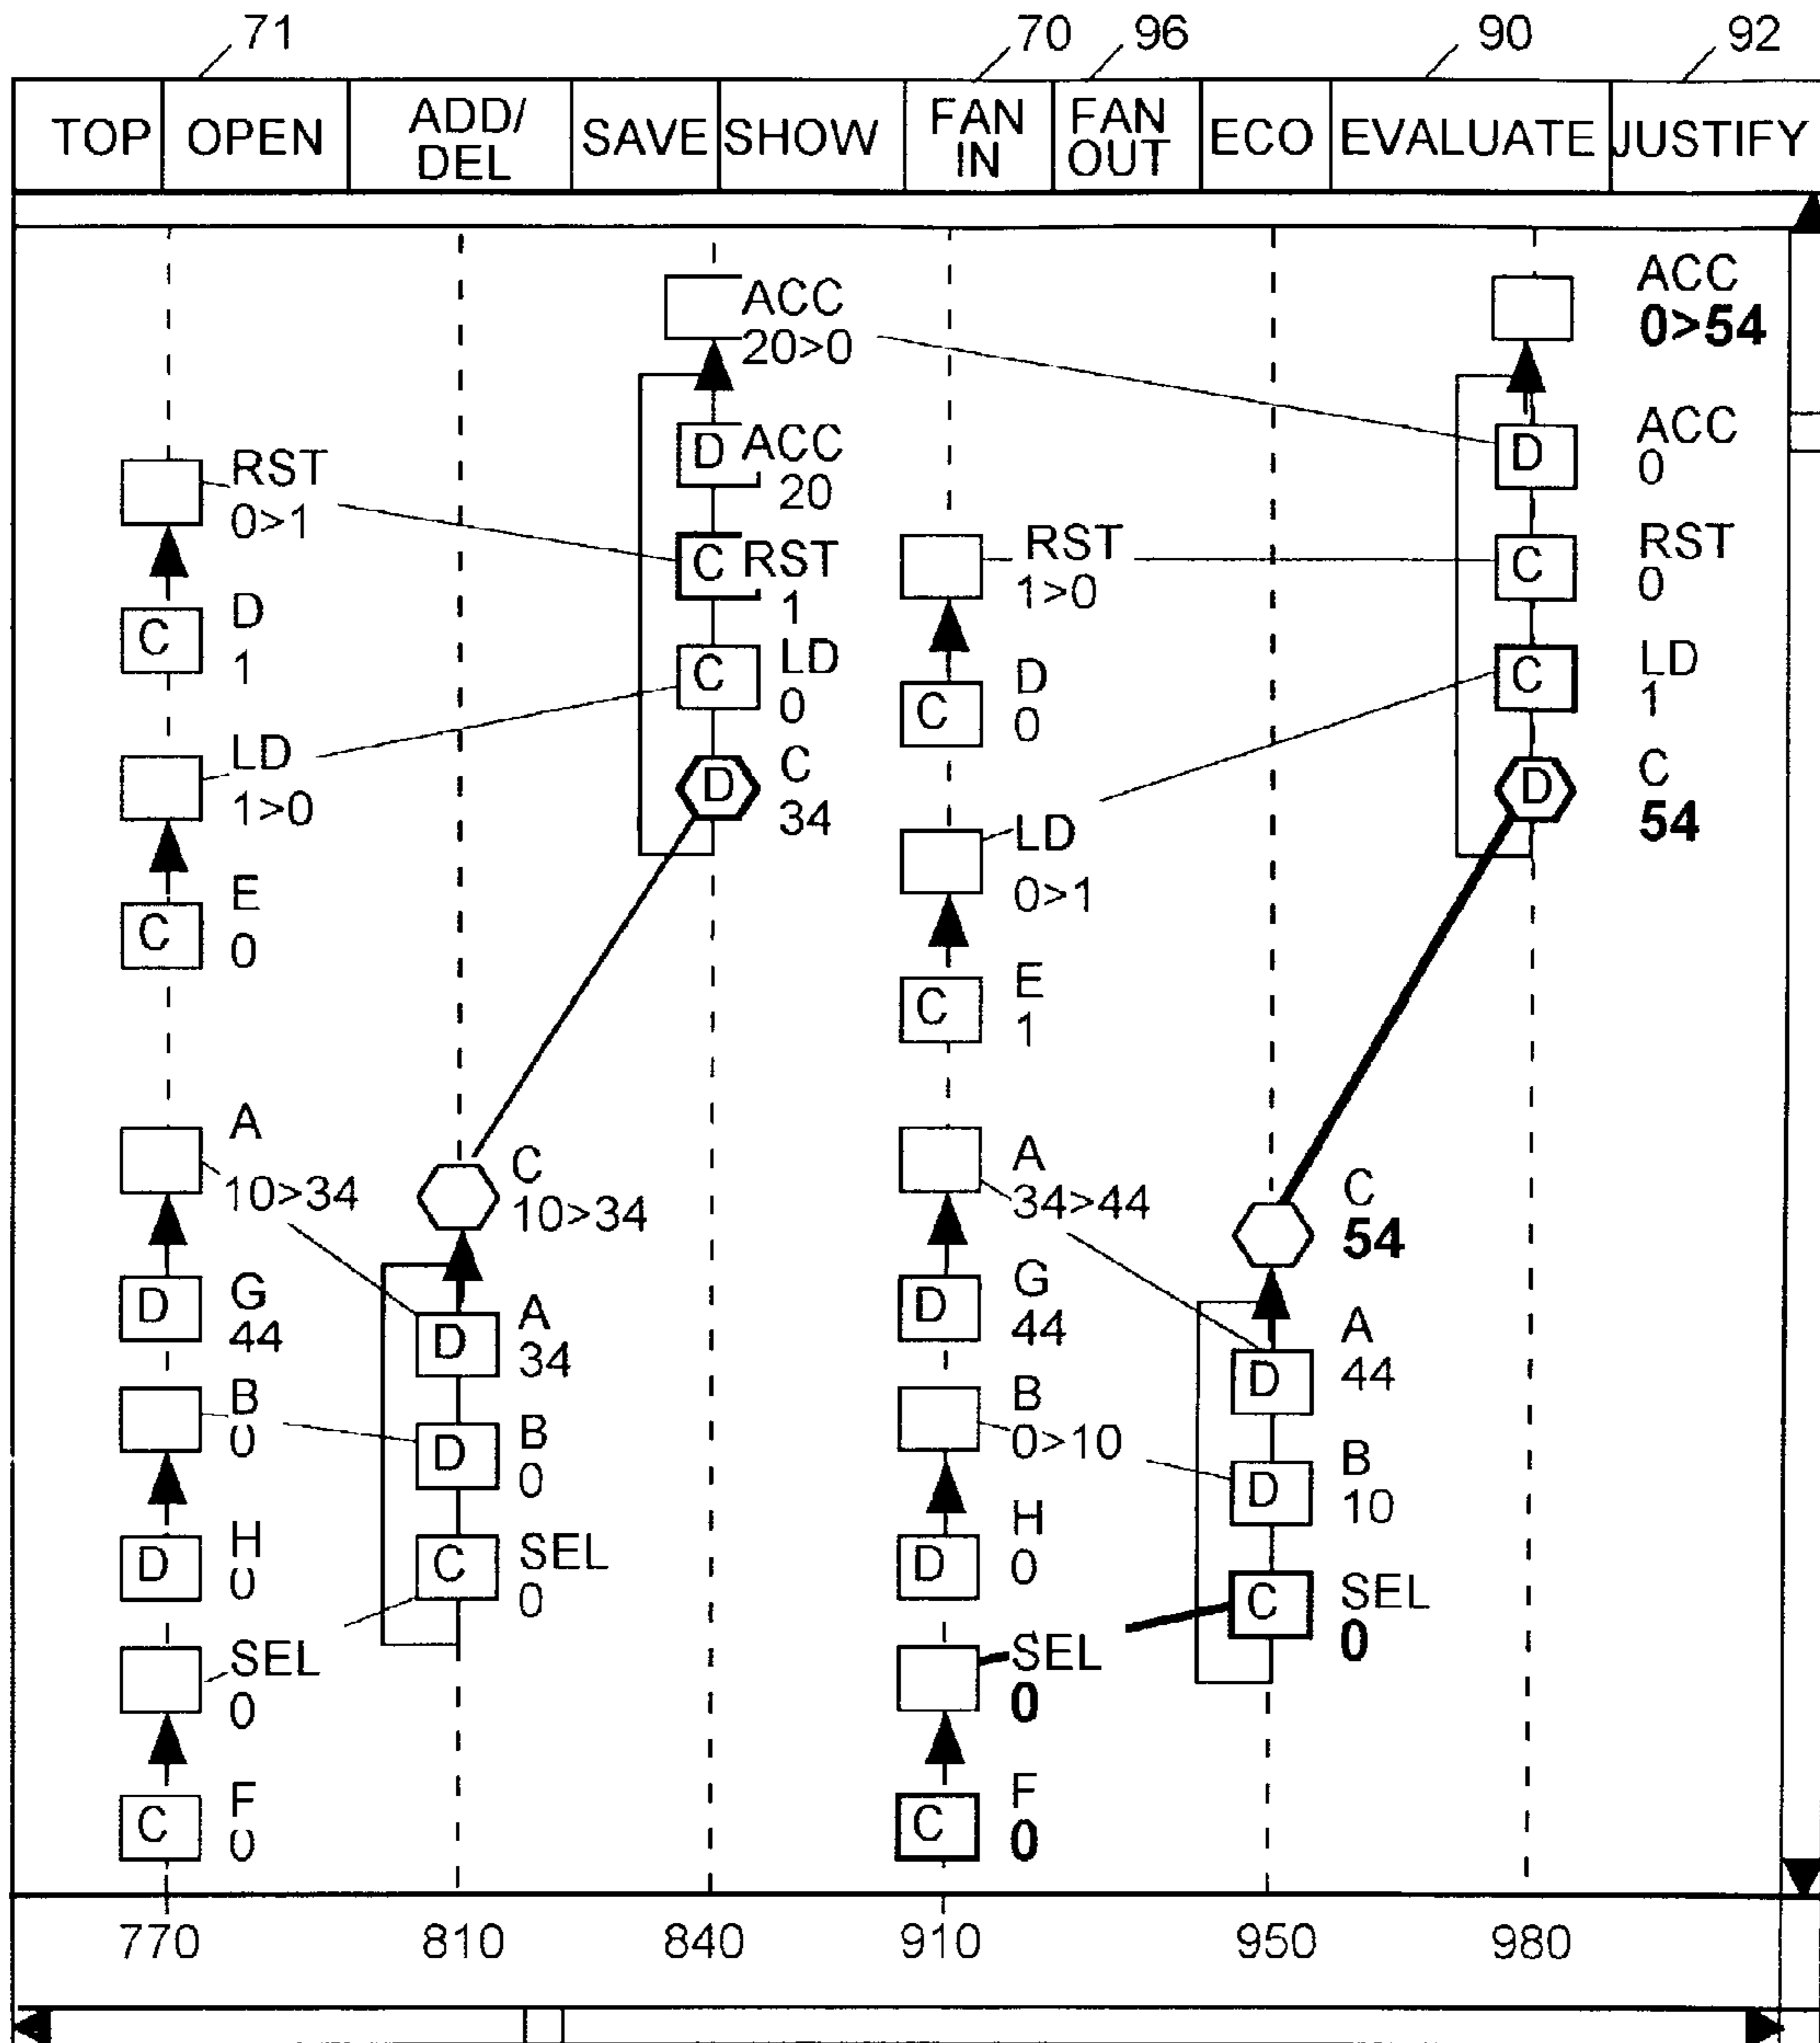 71
70
96
90
92
TOP
OPEN
ADD/
DEL
SAVE
SHOW
FAN
IN
FAN
OUT
ECO
EVALUATE
JUSTIFY
RST
0>1
C
D
1
LD
1>0
C
E
0
A
10>34
D
G
44
B
0
D
H
0
SEL
0
C
F
0
C
10>34
D
A
34
D
B
0
C
SEL
0
ACC
20>0
D
ACC
20
C
RST
1
C
LD
0
D
C
34
RST
1>0
C
D
0
LD
0>1
C
E
1
A
34>44
D
G
44
B
0>10
D
H
0
SEL
0
C
F
0
C
54
D
A
44
D
B
10
C
SEL
0
ACC
0>54
D
ACC
0
C
RST
0
C
LD
1
D
C
54
770
810
840
910
950
980